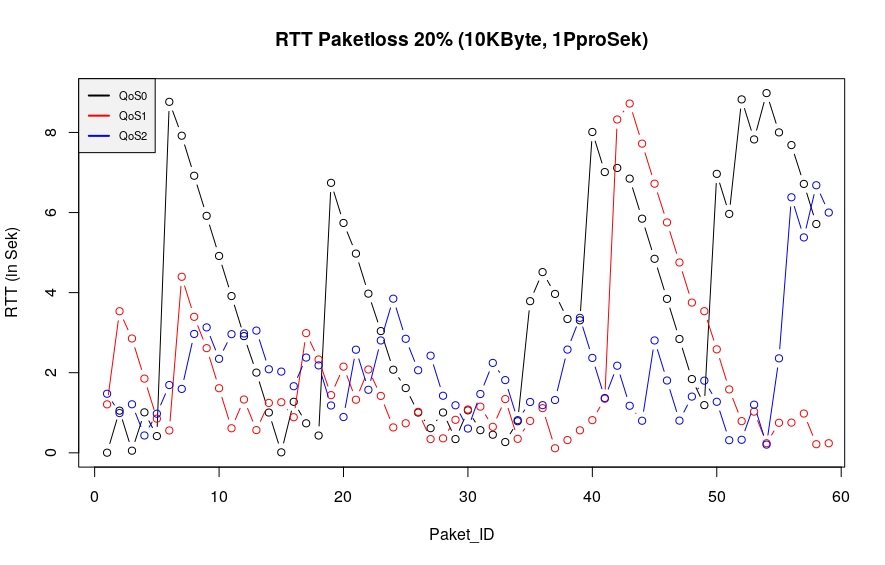 RTT Paketloss 20% (10KByte, 1PproSek)
QoS0
QoS1
QoS2
RTT (in Sek)
8
6
4
2
0
0 10 20 30 40 50 60
Paket_ID